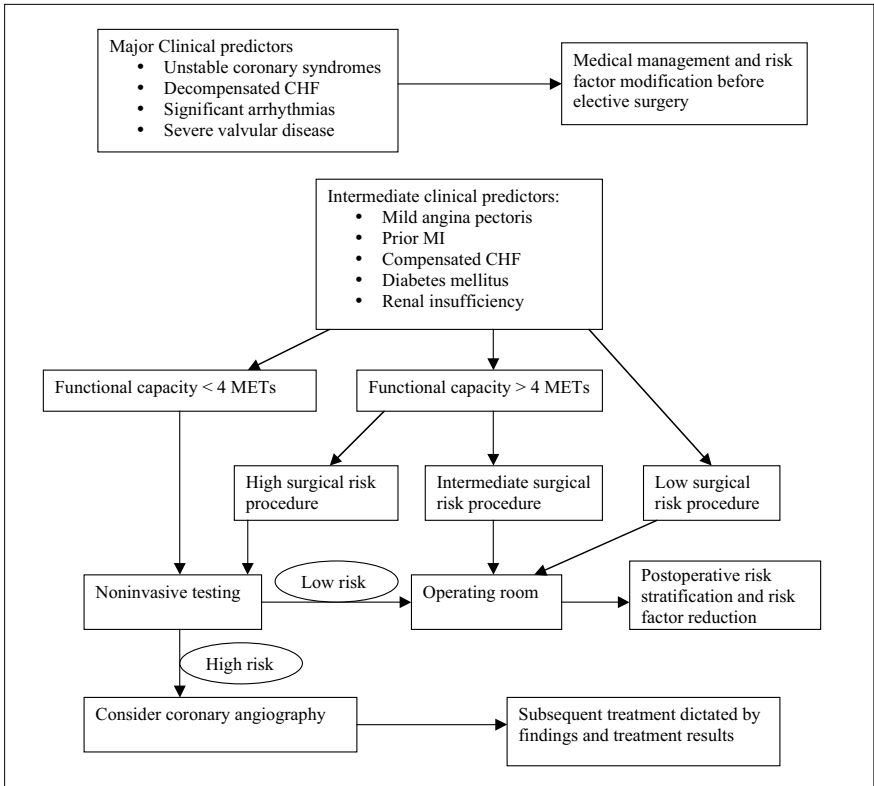 Major Clinical predictors
• Unstable coronary syndromes
• Decompensated CHF
• Significant arrhythmias
• Severe valvular disease
Medical management and risk
factor modification before
elective surgery
Intermediate clinical predictors:
• Mild angina pectoris
• Prior MI
• Compensated CHF
• Diabetes mellitus
• Renal insufficiency
Functional capacity < 4 METs
Functional capacity > 4 METs
High surgical risk
procedure
Intermediate surgical
risk procedure
Low surgical
risk procedure
Noninvasive testing
Low risk
Operating room
Postoperative risk
stratification and risk
factor reduction
High risk
Consider coronary angiography
Subsequent treatment dictated by
findings and treatment results